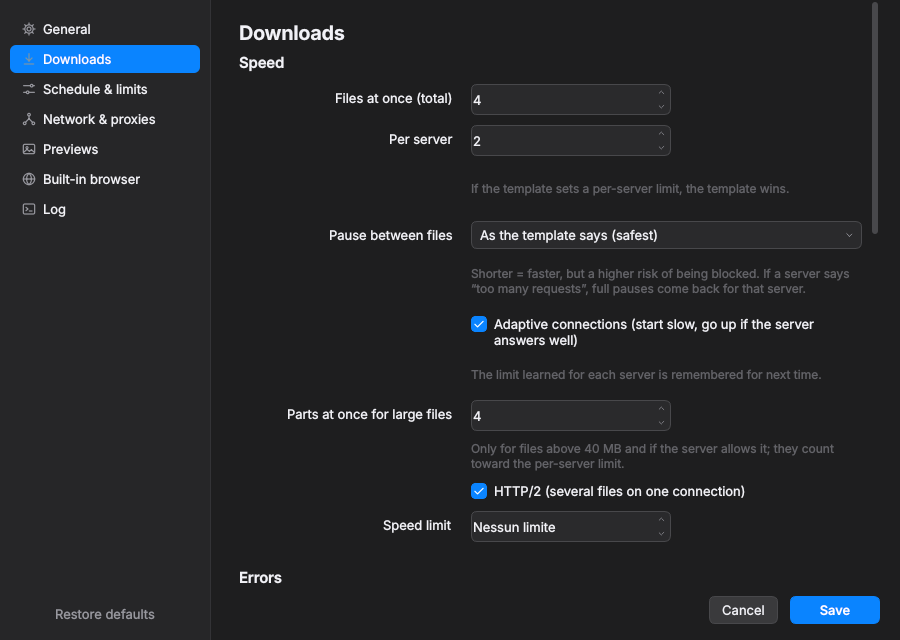 General
Downloads
Schedule & limits
Network & proxies
Previews
Built-in browser
Log
Restore defaults
Downloads
Speed
Files at once (total)
4
Per server
2
If the template sets a per-server limit, the template wins.
Pause between files
As the template says (safest)
Shorter = faster, but a higher risk of being blocked. If a server says
“too many requests”, full pauses come back for that server.
Adaptive connections (start slow, go up if the server
answers well)
The limit learned for each server is remembered for next time.
Parts at once for large files
4
Only for files above 40 MB and if the server allows it; they count
toward the per-server limit.
HTTP/2 (several files on one connection)
Speed limit
Nessun limite
Errors
Cancel
Save